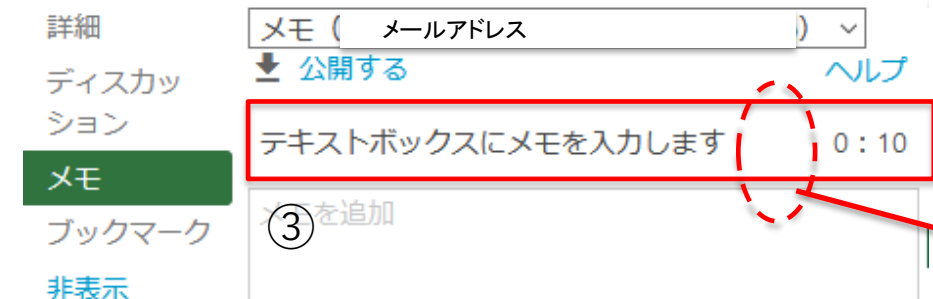 詳細
メモ（ メールアドレス ）
ディスカッ
ション
公開する ヘルプ
テキストボックスにメモを入力します 0：10
メモ
③ メモを追加
ブックマーク
非表示